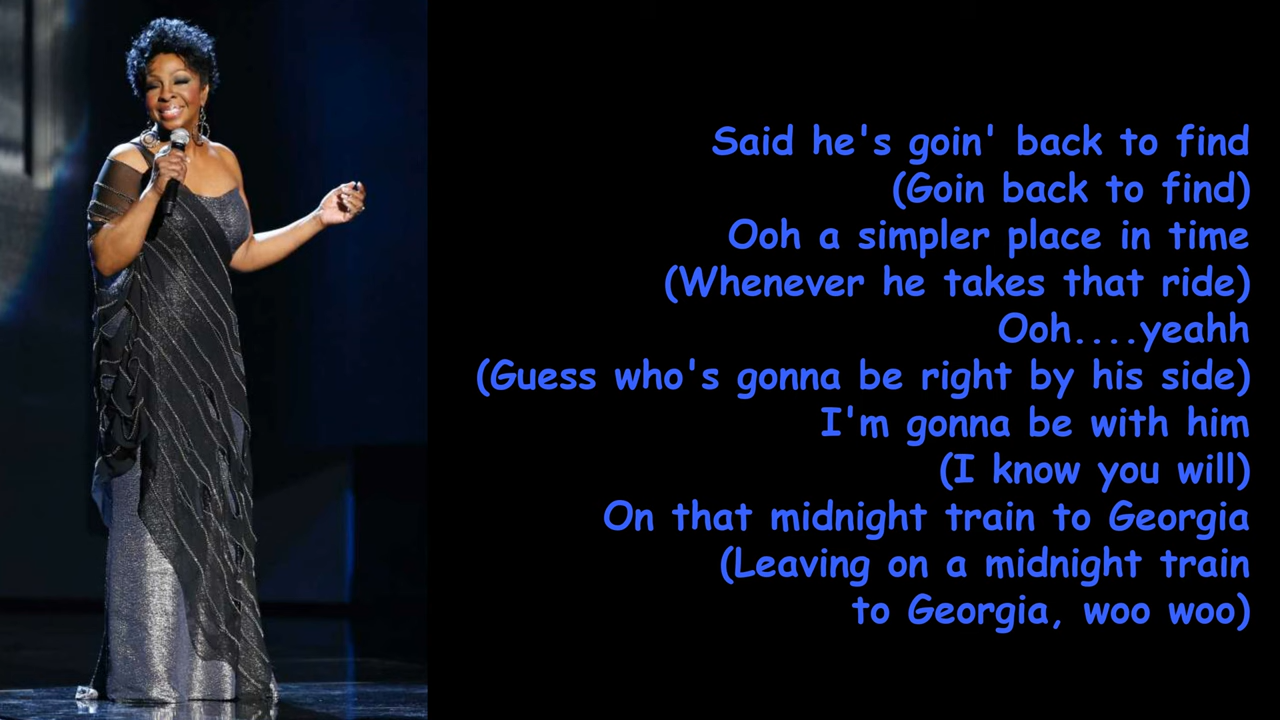 Said he's goin' back to find
(Goin back to find)
Ooh a simpler place in time
(Whenever he takes that ride)
Ooh....yeahh
(Guess who's gonna be right by his side)
I'm gonna be with him
(I know you will)
On that midnight train to Georgia
(Leaving on a midnight train
to Georgia, woo woo)